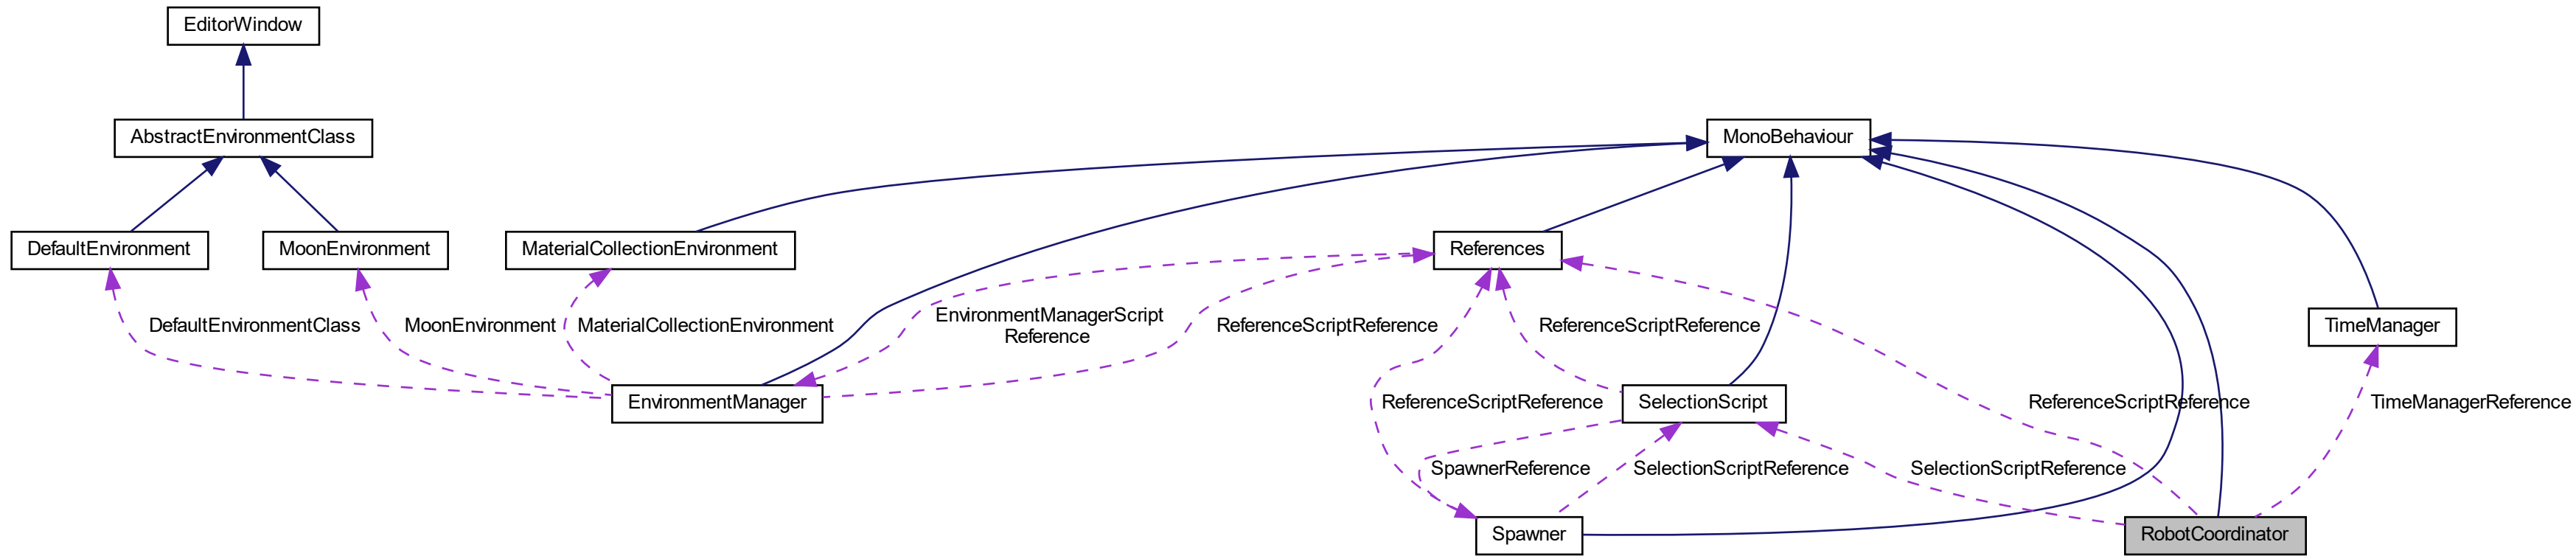 EditorWindow
AbstractEnvironmentClass
MonoBehaviour
DefaultEnvironment
MoonEnvironment
MaterialCollectionEnvironment
References
DefaultEnvironmentClass
MoonEnvironment
MaterialCollectionEnvironment
EnvironmentManagerScript
Reference
ReferenceScriptReference
ReferenceScriptReference
TimeManager
EnvironmentManager
ReferenceScriptReference
SelectionScript
ReferenceScriptReference
TimeManagerReference
SpawnerReference
SelectionScriptReference
SelectionScriptReference
Spawner
RobotCoordinator